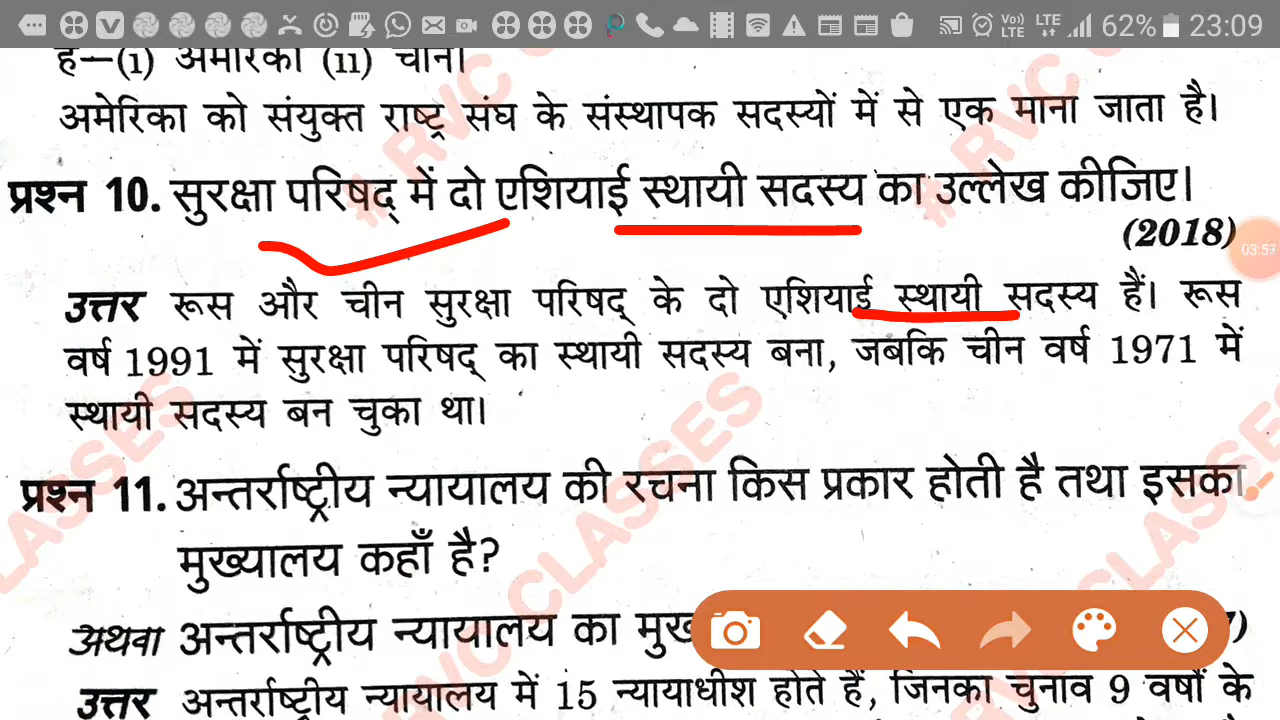 62% 23:09
है—(i) अमेरिका (ii) चीन।
अमेरिका को संयुक्त राष्ट्र संघ के संस्थापक सदस्यों में से एक माना जाता है।
प्रश्न 10. सुरक्षा परिषद् में दो एशियाई स्थायी सदस्य का उल्लेख कीजिए।
(2018)
03:57
उत्तर रूस और चीन सुरक्षा परिषद् के दो एशियाई स्थायी सदस्य हैं। रूस
वर्ष 1991 में सुरक्षा परिषद् का स्थायी सदस्य बना, जबकि चीन वर्ष 1971 में
स्थायी सदस्य बन चुका था।
प्रश्न 11. अन्तर्राष्ट्रीय न्यायालय की रचना किस प्रकार होती है तथा इसका
मुख्यालय कहाँ है?
अथवा अन्तर्राष्ट्रीय न्यायालय का
उत्तर अन्तर्राष्ट्रीय न्यायालय में 15 न्यायाधीश होते हैं, जिनका चुनाव 9 वर्षों के